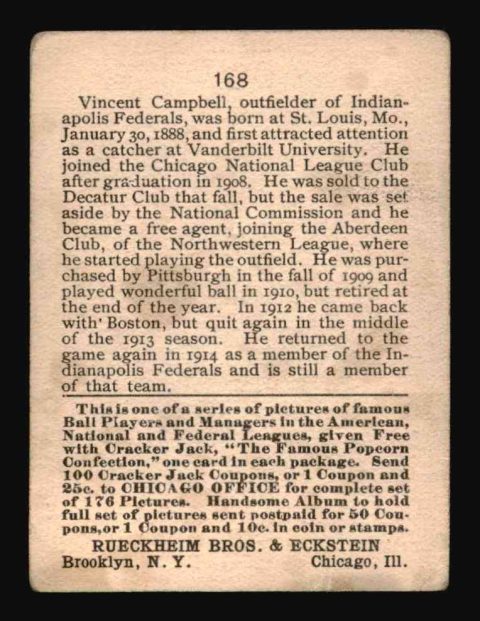 168
Vincent Campbell, outfielder of Indian-
apolis Federals, was born at St. Louis, Mo.,
January 30, 1888, and first attracted attention
as a catcher at Vanderbilt University. He
joined the Chicago National League Club
after graduation in 1908. He was sold to the
Decatur Club that fall, but the sale was set
aside by the National Commission and he
became a free agent, joining the Aberdeen
Club, of the Northwestern League, where
he started playing the outfield. He was pur-
chased by Pittsburgh in the fall of 1909 and
played wonderful ball in 1910, but retired at
the end of the year. In 1912 he came back
with Boston, but quit again in the middle
of the 1913 season. He returned to the
game again in 1914 as a member of the In-
dianapolis Federals and is still a member
of that team.
This is one of a series of pictures of famous
Ball Players and Managers in the American,
National and Federal Leagues, given Free
with Cracker Jack, "The Famous Popcorn
Confection," one card in each package. Send
100 Cracker Jack Coupons, or 1 Coupon and
25c. to CHICAGO OFFICE for complete set
of 176 Pictures. Handsome Album to hold
full set of pictures sent postpaid for 50 Cou-
pons, or 1 Coupon and 10c. in coin or stamps.
RUECKHEIM BROS. & ECKSTEIN
Brooklyn, N. Y. Chicago, Ill.